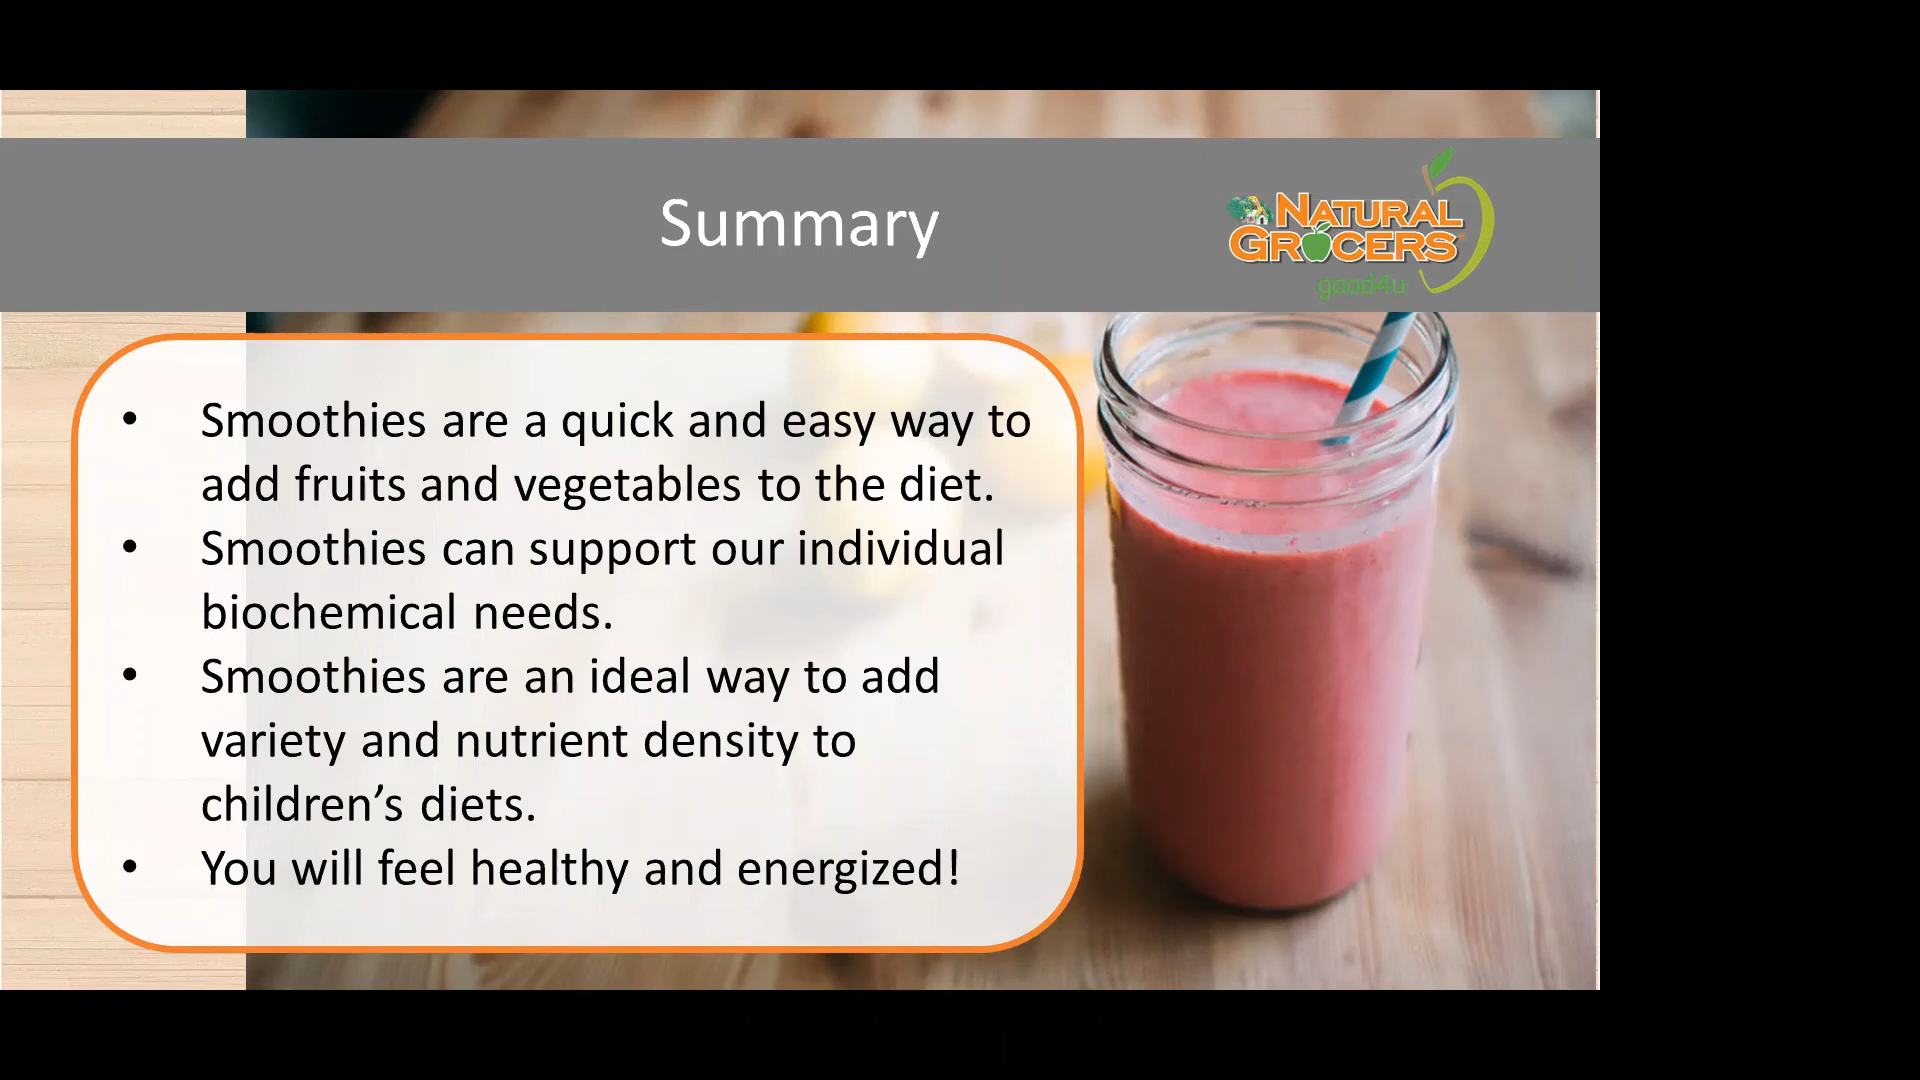 Summary
NATURAL
GROCERS
good4u
• Smoothies are a quick and easy way to
add fruits and vegetables to the diet.
• Smoothies can support our individual
biochemical needs.
• Smoothies are an ideal way to add
variety and nutrient density to
children’s diets.
• You will feel healthy and energized!